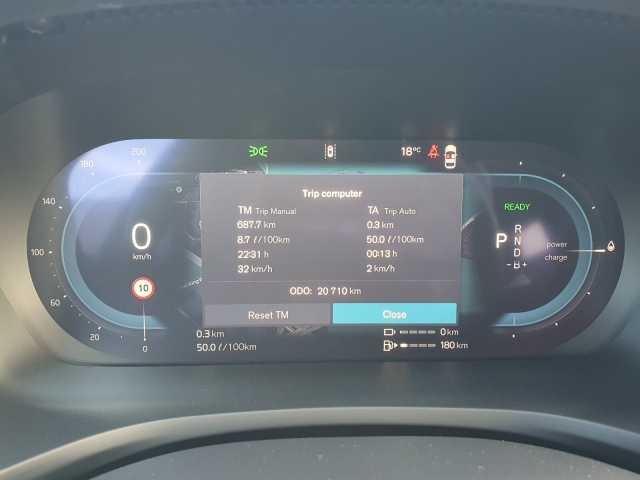 200
18°C
180
Trip computer
140
TM Trip Manual TA Trip Auto
READY
687.7 km 0.3 km
0 8.7 l/100km 50.0 l/100km P R N D -B+ power
100 22:31 h 00:13 h charge
km/h 32 km/h 2 km/h
10 ODO: 20 710 km
60
Reset TM Close
20 0.3 km 0 km
0 50.0 l/100km 180 km